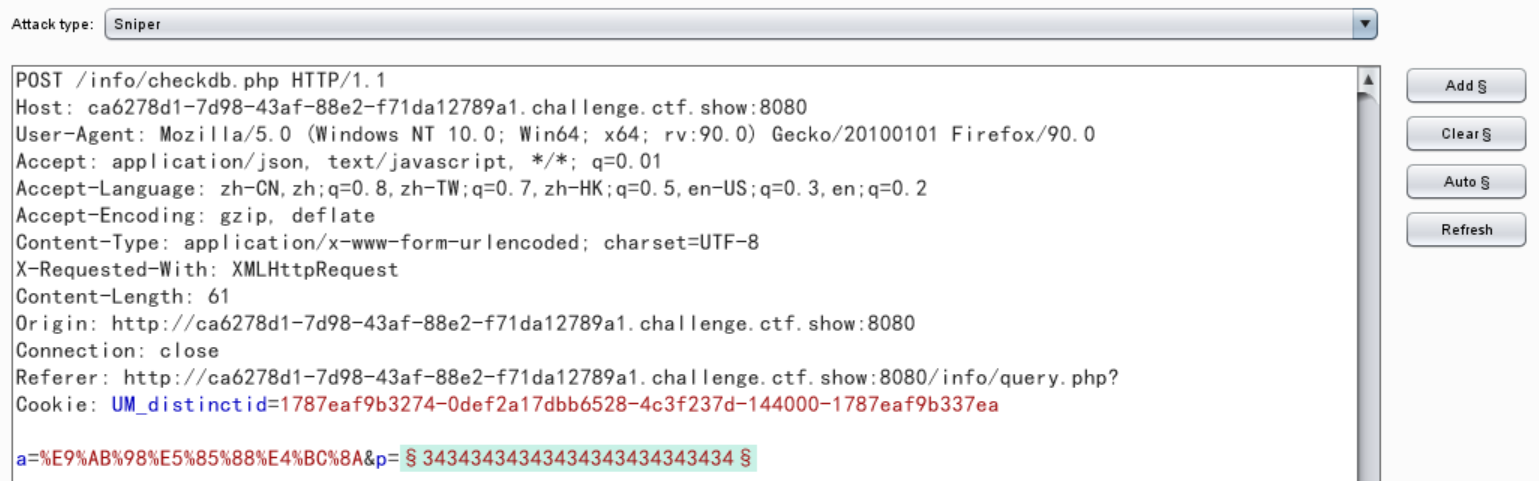 Attack type: Sniper
POST /info/checkdb.php HTTP/1.1
Host: ca6278d1-7d98-43af-88e2-f71da12789a1.challenge.ctf.show:8080
User-Agent: Mozilla/5.0 (Windows NT 10.0; Win64; x64; rv:90.0) Gecko/20100101 Firefox/90.0
Accept: application/json, text/javascript, */*; q=0.01
Accept-Language: zh-CN,zh;q=0.8,zh-TW;q=0.7,zh-HK;q=0.5,en-US;q=0.3,en;q=0.2
Accept-Encoding: gzip, deflate
Content-Type: application/x-www-form-urlencoded; charset=UTF-8
X-Requested-With: XMLHttpRequest
Content-Length: 61
Origin: http://ca6278d1-7d98-43af-88e2-f71da12789a1.challenge.ctf.show:8080
Connection: close
Referer: http://ca6278d1-7d98-43af-88e2-f71da12789a1.challenge.ctf.show:8080/info/query.php?
Cookie: UM_distinctid=1787eaf9b3274-0def2a17dbb6528-4c3f237d-144000-1787eaf9b337ea
a=%E9%AB%98%E5%85%88%E4%BC%8A&p=§34343434343434343434343434§
Add §
Clear §
Auto §
Refresh